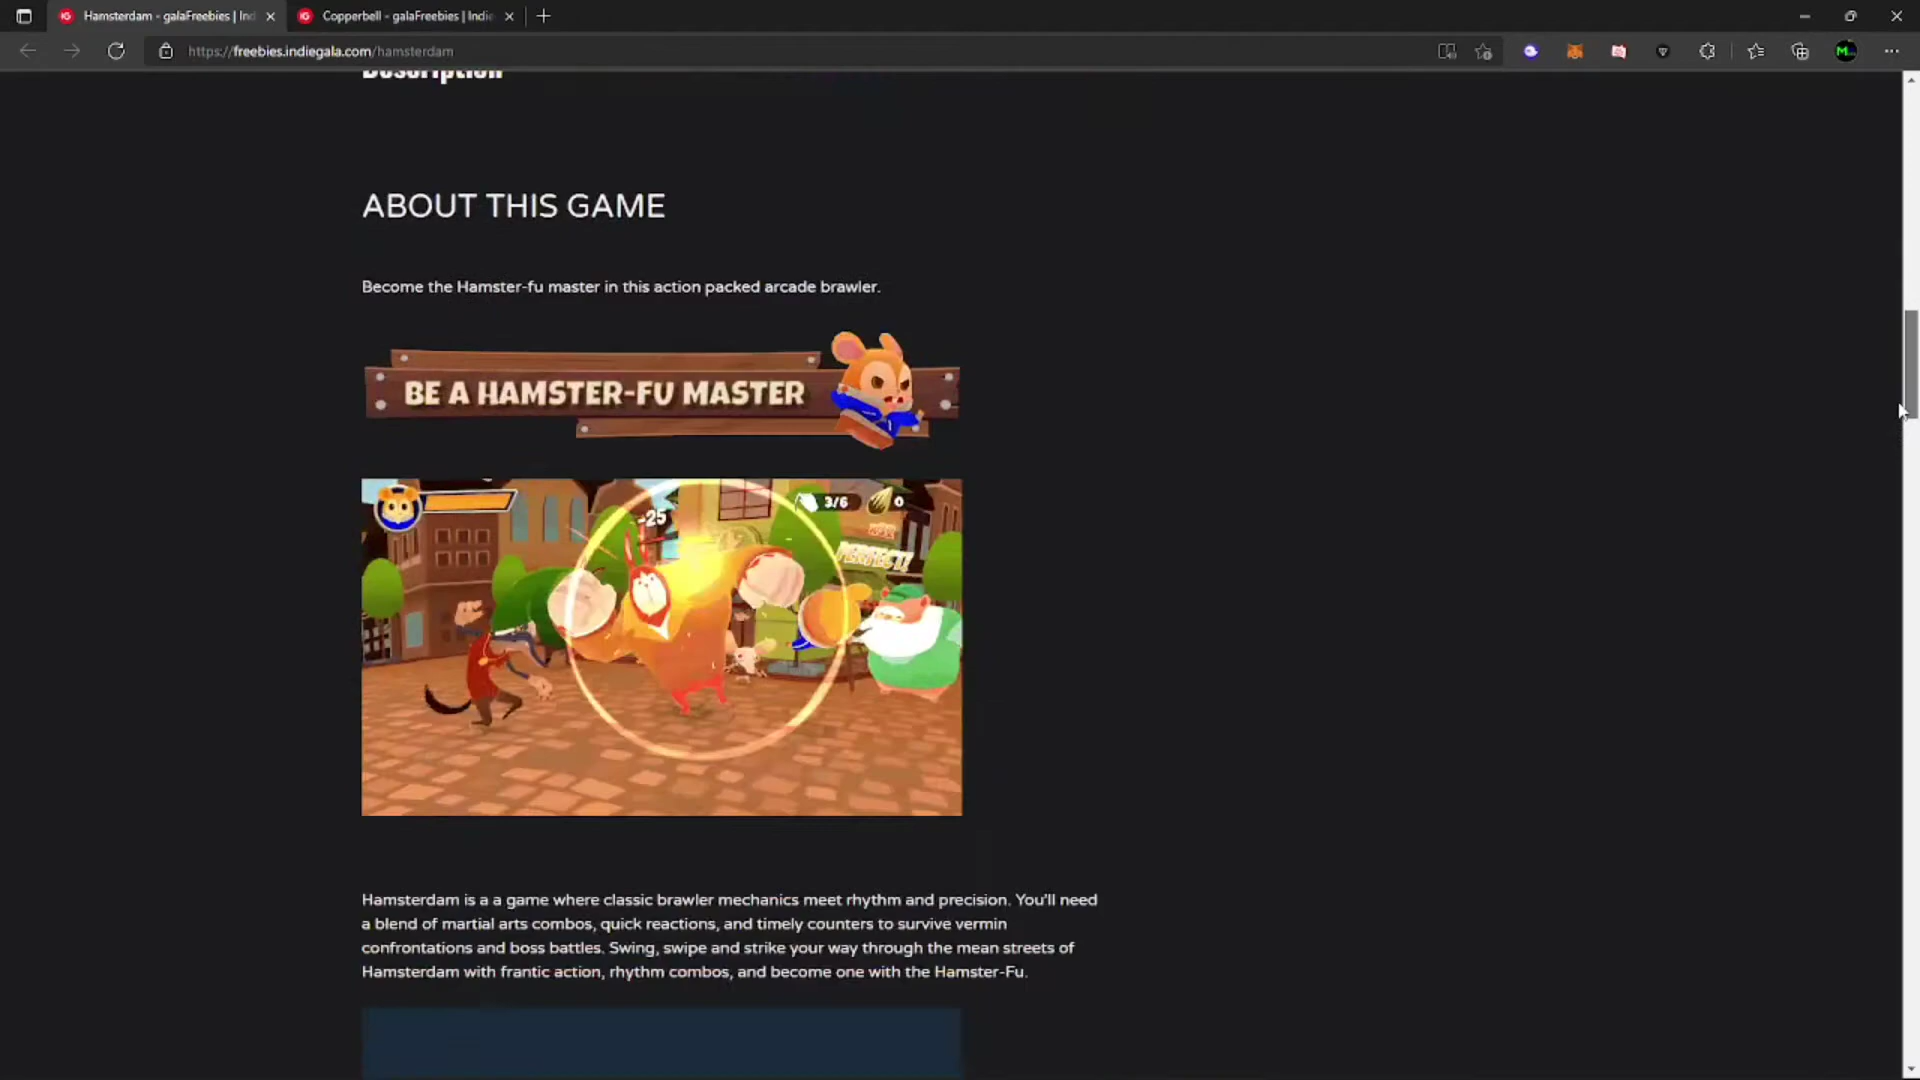 Hamsterdam - galaFreebies | Ind
Copperbell - galaFreebies | Indie
https://freebies.indiegala.com/hamsterdam
Description
ABOUT THIS GAME
Become the Hamster-fu master in this action packed arcade brawler.
BE A HAMSTER-FU MASTER
3/6
0
-25
PERFECT!
Hamsterdam is a a game where classic brawler mechanics meet rhythm and precision. You'll need
a blend of martial arts combos, quick reactions, and timely counters to survive vermin
confrontations and boss battles. Swing, swipe and strike your way through the mean streets of
Hamsterdam with frantic action, rhythm combos, and become one with the Hamster-Fu.